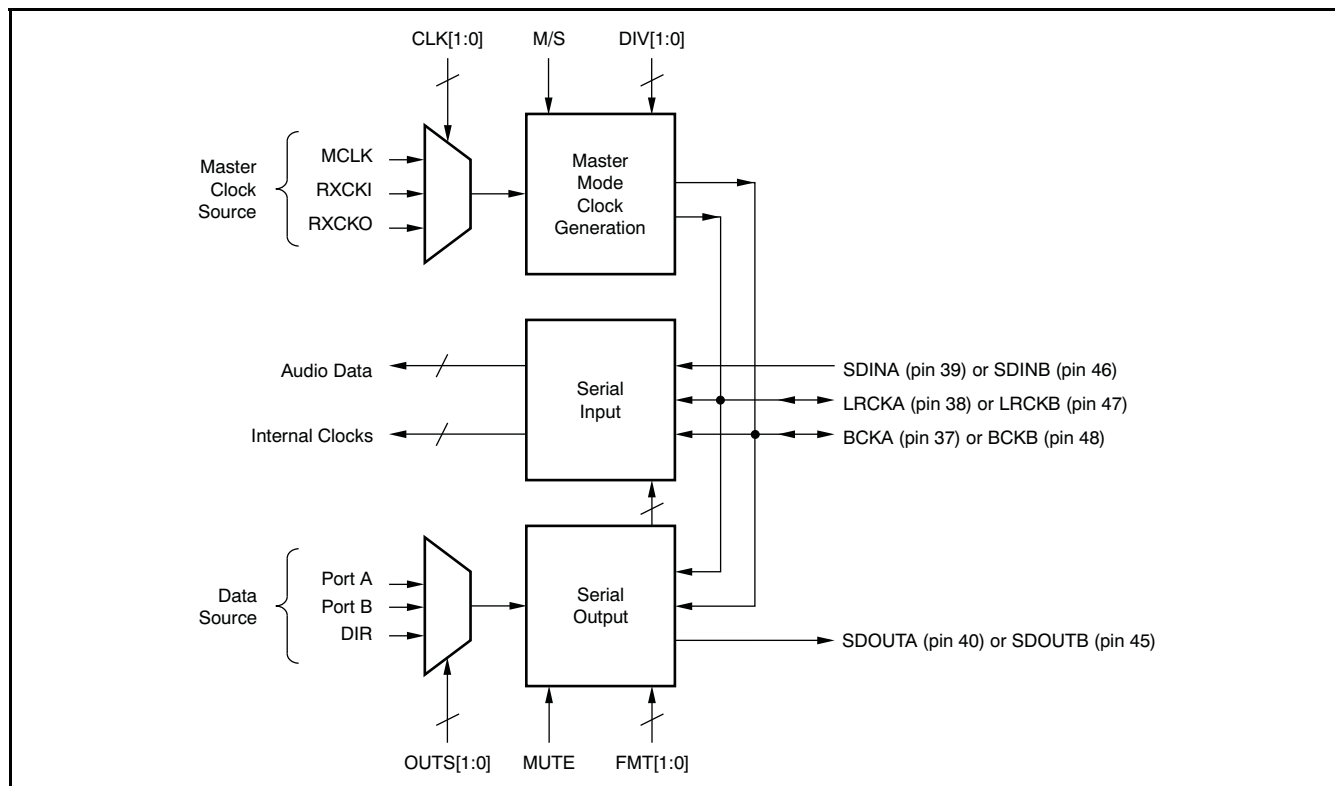 CLK[1:0]
M/S
DIV[1:0]
Master
Clock
Source
MCLK
RXCKI
RXCKO
Master
Mode
Clock
Generation
Audio Data
Internal Clocks
Serial
Input
SDINA (pin 39) or SDINB (pin 46)
LRCKA (pin 38) or LRCKB (pin 47)
BCKA (pin 37) or BCKB (pin 48)
Data
Source
Port A
Port B
DIR
Serial
Output
SDOUTA (pin 40) or SDOUTB (pin 45)
OUTS[1:0]
MUTE
FMT[1:0]